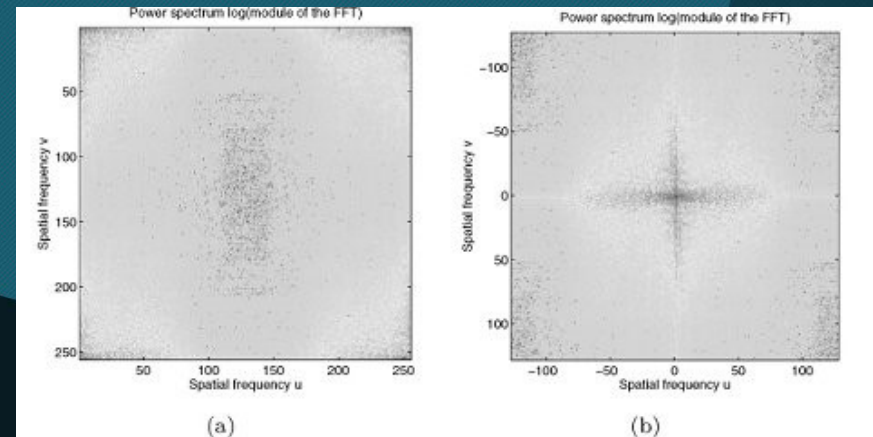 Power spectrum log(module of the FFT)
50
100
150
200
250
Spatial frequency v
50
100
150
200
250
Spatial frequency u
(a)
Power spectrum log(module of the FFT)
−100
−50
0
50
100
Spatial frequency v
−100
−50
0
50
100
Spatial frequency u
(b)